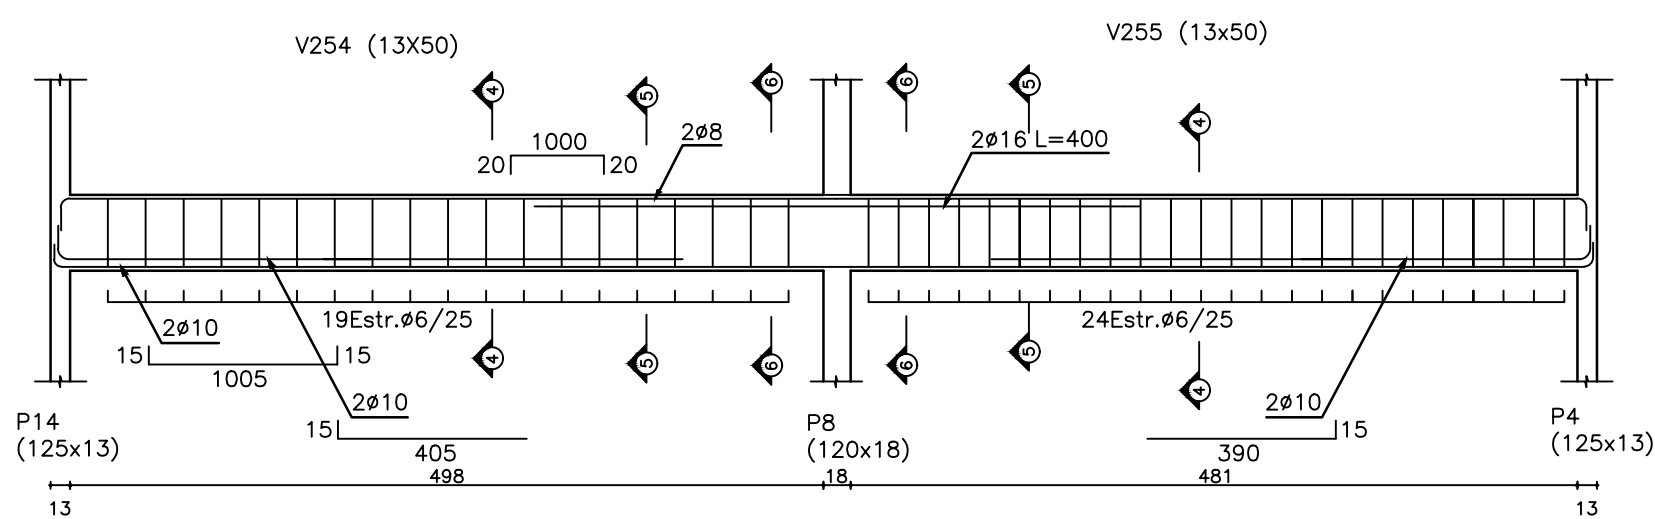 V254 (13X50)
V255 (13x50)
4
5
6
6
5
4
2ø8
1000
20
20
2ø16 L=400
2ø10
15
15
1005
19Estr.ø6/25
24Estr.ø6/25
4
5
6
6
5
4
2ø10
15
405
2ø10
15
390
P14
(125x13)
P8
(120x18)
P4
(125x13)
498
18
481
13
13